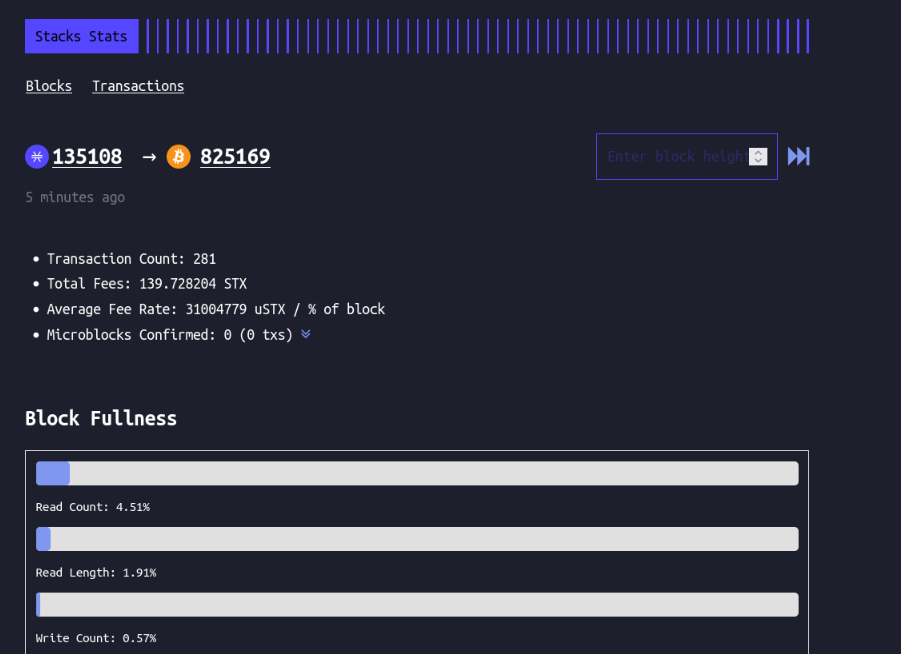 Stacks Stats
Blocks Transactions
135108 → 825169
Enter block heigh
5 minutes ago
• Transaction Count: 281
• Total Fees: 139.728204 STX
• Average Fee Rate: 31004779 uSTX / % of block
• Microblocks Confirmed: 0 (0 txs)
Block Fullness
Read Count: 4.51%
Read Length: 1.91%
Write Count: 0.57%